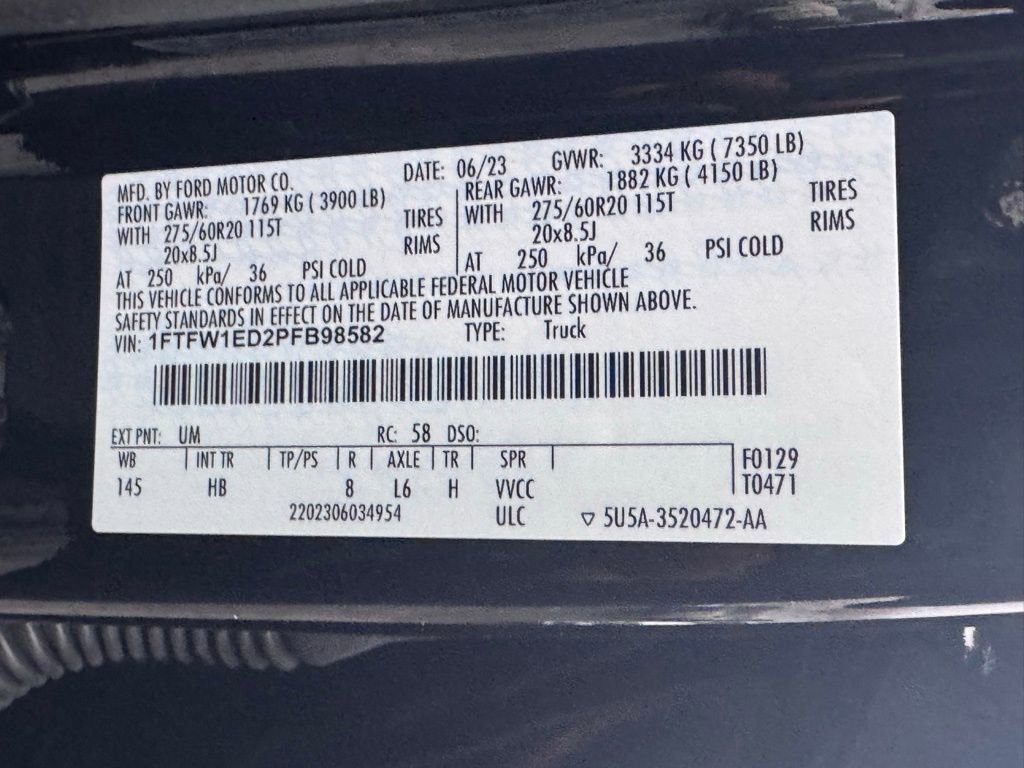 MFD. BY FORD MOTOR CO. DATE: 06/23 GVWR: 3334 KG ( 7350 LB)
FRONT GAWR: 1769 KG ( 3900 LB) REAR GAWR: 1882 KG ( 4150 LB)
WITH 275/60R20 115T TIRES WITH 275/60R20 115T TIRES
20x8.5J RIMS 20x8.5J RIMS
AT 250 kPa/ 36 PSI COLD AT 250 kPa/ 36 PSI COLD
THIS VEHICLE CONFORMS TO ALL APPLICABLE FEDERAL MOTOR VEHICLE
SAFETY STANDARDS IN EFFECT ON THE DATE OF MANUFACTURE SHOWN ABOVE.
VIN: 1FTFW1ED2PFB98582 TYPE: Truck
EXT PNT: UM RC: 58 DSO:
WB INT TR TP/PS R AXLE TR SPR F0129
145 HB 8 L6 H VVCC T0471
2202306034954 ULC ▽ 5U5A-3520472-AA